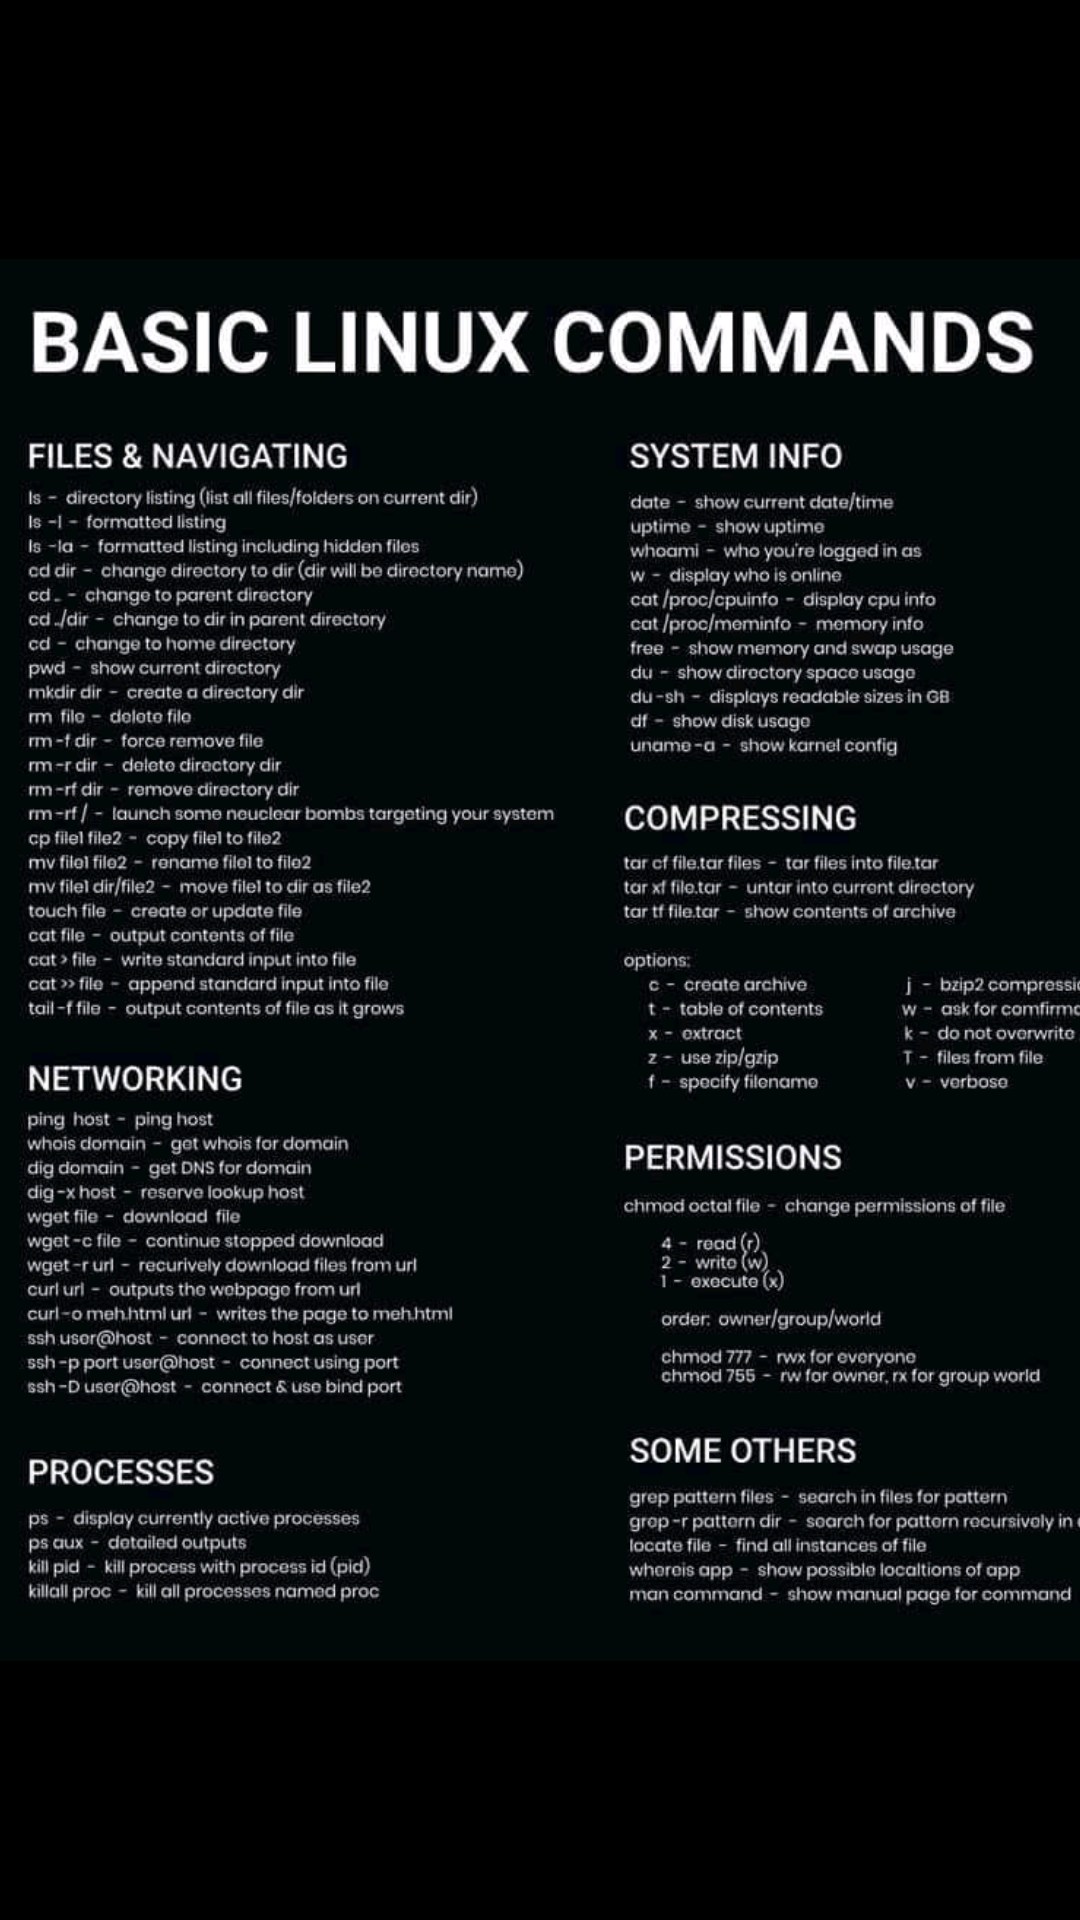 BASIC LINUX COMMANDS
FILES & NAVIGATING
ls - directory listing (list all files/folders on current dir)
ls -l - formatted listing
ls -la - formatted listing including hidden files
cd dir - change directory to dir (dir will be directory name)
cd .. - change to parent directory
cd ../dir - change to dir in parent directory
cd - change to home directory
pwd - show current directory
mkdir dir - create a directory dir
rm file - delete file
rm -f dir - force remove file
rm -r dir - delete directory dir
rm -rf dir - remove directory dir
rm -rf / - launch some neuclear bombs targeting your system
cp file1 file2 - copy file1 to file2
mv file1 file2 - rename file1 to file2
mv file1 dir/file2 - move file1 to dir as file2
touch file - create or update file
cat file - output contents of file
cat > file - write standard input into file
cat >> file - append standard input into file
tail -f file - output contents of file as it grows
NETWORKING
ping host - ping host
whois domain - get whois for domain
dig domain - get DNS for domain
dig -x host - reserve lookup host
wget file - download file
wget -c file - continue stopped download
wget -r url - recurively download files from url
curl url - outputs the webpage from url
curl -o meh.html url - writes the page to meh.html
ssh user@host - connect to host as user
ssh -p port user@host - connect using port
ssh -D user@host - connect & use bind port
PROCESSES
ps - display currently active processes
ps aux - detailed outputs
kill pid - kill process with process id (pid)
killall proc - kill all processes named proc
SYSTEM INFO
date - show current date/time
uptime - show uptime
whoami - who you're logged in as
w - display who is online
cat /proc/cpuinfo - display cpu info
cat /proc/meminfo - memory info
free - show memory and swap usage
du - show directory space usage
du -sh - displays readable sizes in GB
df - show disk usage
uname -a - show karnel config
COMPRESSING
tar cf file.tar files - tar files into file.tar
tar xf file.tar - untar into current directory
tar tf file.tar - show contents of archive
options:
c - create archive
t - table of contents
x - extract
z - use zip/gzip
f - specify filename
j - bzip2 compressio
w - ask for comfirma
k - do not overwrite
T - files from file
v - verbose
PERMISSIONS
chmod octal file - change permissions of file
4 - read (r)
2 - write (w)
1 - execute (x)
order: owner/group/world
chmod 777 - rwx for everyone
chmod 755 - rw for owner, rx for group world
SOME OTHERS
grep pattern files - search in files for pattern
grep -r pattern dir - search for pattern recursively in
locate file - find all instances of file
whereis app - show possible localtions of app
man command - show manual page for command